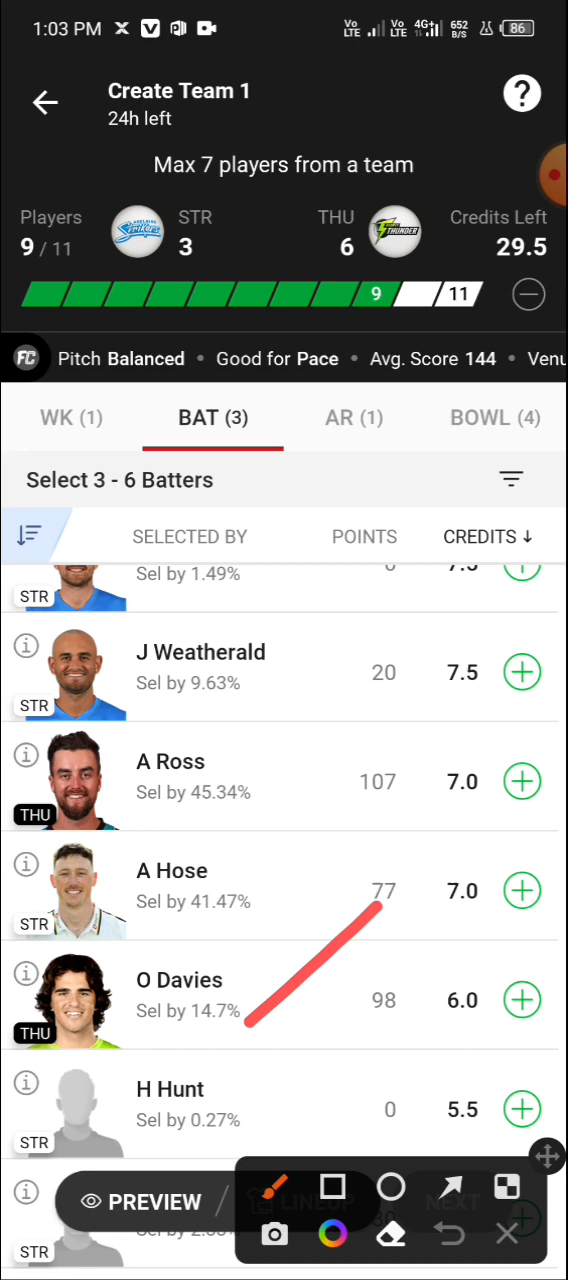 1:03 PM
Vo LTE Vo LTE 4G+ 652 B/S 86
Create Team 1
24h left
?
Max 7 players from a team
Players STR THU Credits Left
9 / 11 3 6 29.5
9 11
FC Pitch Balanced • Good for Pace • Avg. Score 144 • Venu
WK (1) BAT (3) AR (1) BOWL (4)
Select 3 - 6 Batters
SELECTED BY POINTS CREDITS ↓
Sel by 1.49% 0 7.5
STR
J Weatherald
Sel by 9.63% 20 7.5
STR
A Ross
Sel by 45.34% 107 7.0
THU
A Hose
Sel by 41.47% 77 7.0
STR
O Davies
Sel by 14.7% 98 6.0
THU
H Hunt
Sel by 0.27% 0 5.5
STR
PREVIEW / LINEUP NEXT
STR